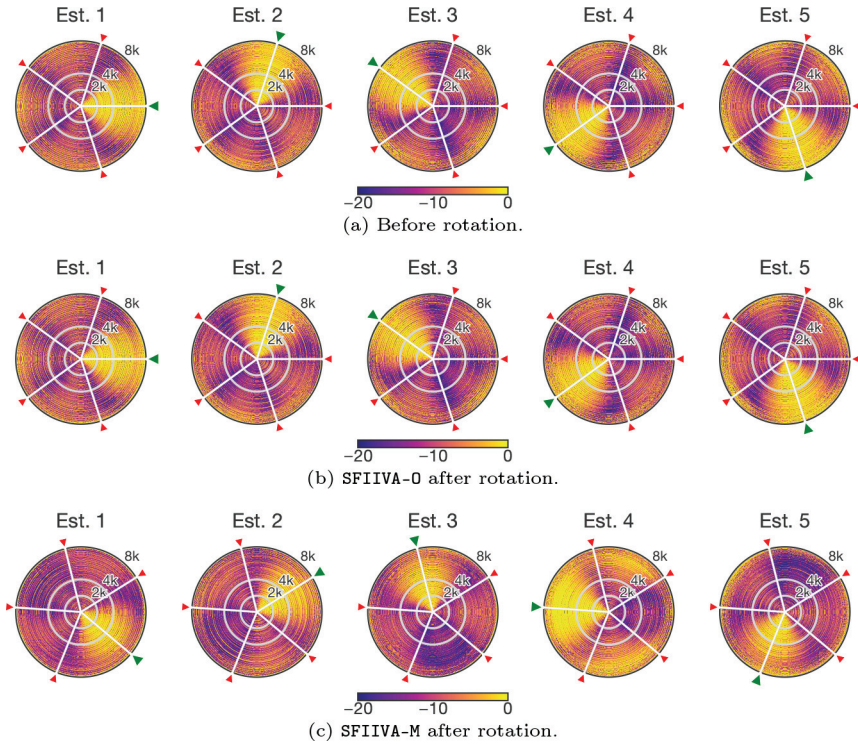 Est. 1 Est. 2 Est. 3 Est. 4 Est. 5
8k 8k 8k 8k 8k
4k 4k 4k 4k 4k
2k 2k 2k 2k 2k
−20 −10 0
(a) Before rotation.
Est. 1 Est. 2 Est. 3 Est. 4 Est. 5
8k 8k 8k 8k 8k
4k 4k 4k 4k 4k
2k 2k 2k 2k 2k
−20 −10 0
(b) SFIIVA-O after rotation.
Est. 1 Est. 2 Est. 3 Est. 4 Est. 5
8k 8k 8k 8k 8k
4k 4k 4k 4k 4k
2k 2k 2k 2k 2k
−20 −10 0
(c) SFIIVA-M after rotation.